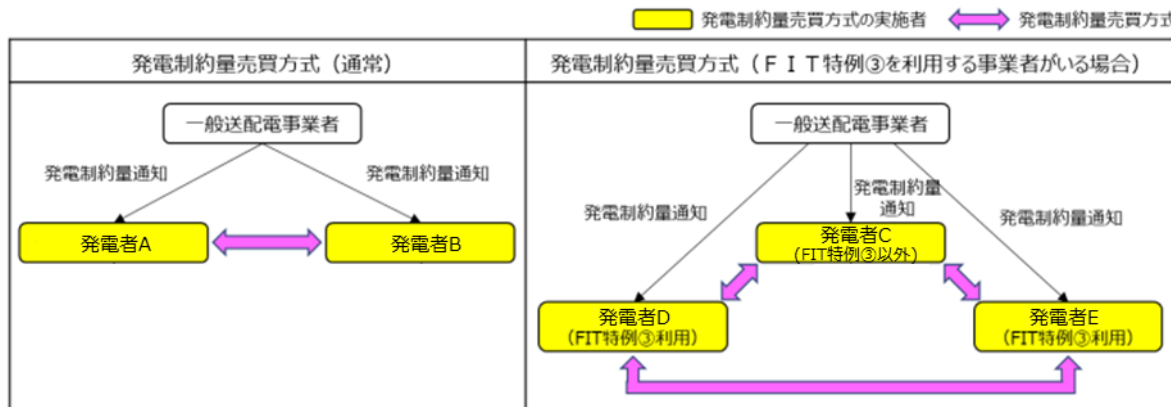 発電制約量売買方式の実施者
発電制約量売買方式
発電制約量売買方式（通常）
一般送配電事業者
発電制約量通知
発電制約量通知
発電者A
発電者B
発電制約量売買方式（ＦＩＴ特例③を利用する事業者がいる場合）
一般送配電事業者
発電制約量通知
発電制約量
通知
発電制約量通知
発電者C
(FIT特例③以外)
発電者D
(FIT特例③利用)
発電者E
(FIT特例③利用)